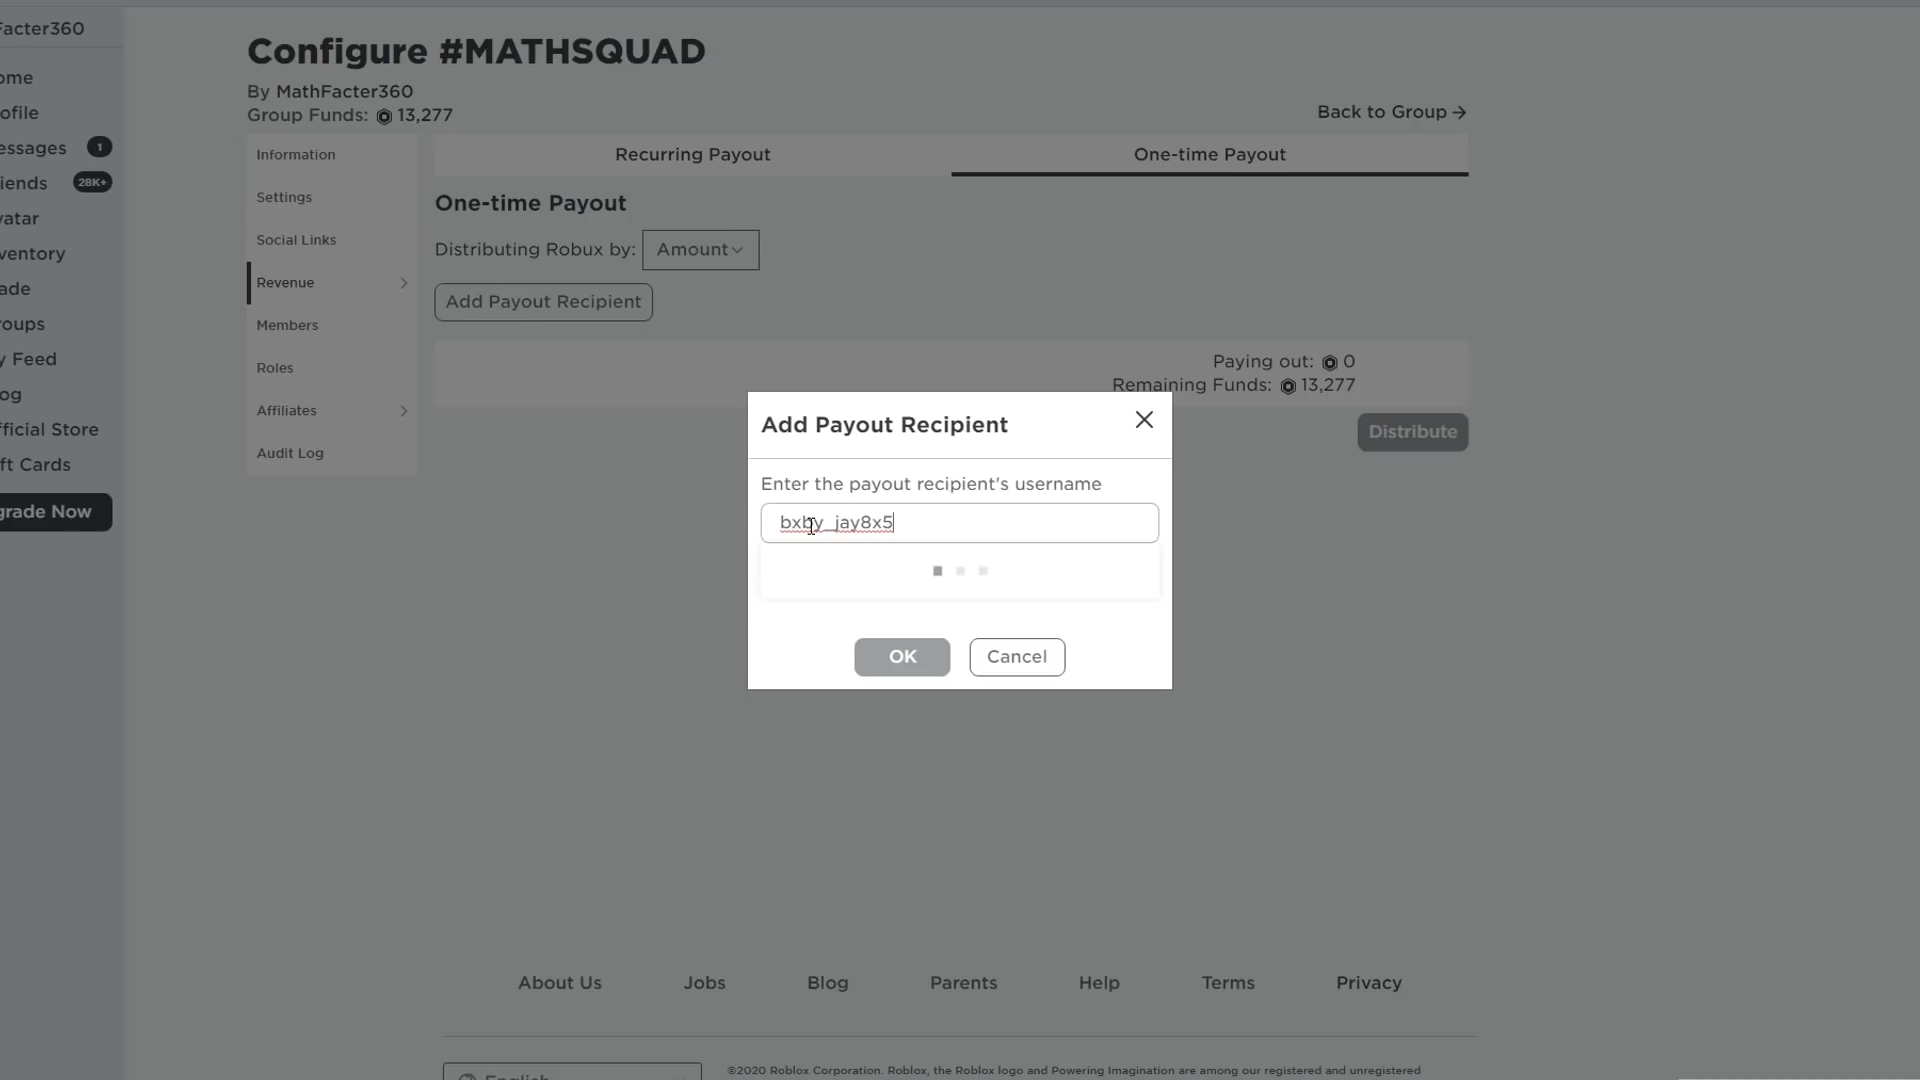 Facter360
ome
rofile
essages 1
iends 28K+
vatar
ventory
ade
roups
y Feed
og
fficial Store
ft Cards
grade Now
Configure #MATHSQUAD
By MathFacter360
Group Funds: 13,277
Back to Group →
Information
Settings
Social Links
Revenue
Members
Roles
Affiliates
Audit Log
Recurring Payout
One-time Payout
One-time Payout
Distributing Robux by: Amount
Add Payout Recipient
Paying out: 0
Remaining Funds: 13,277
Distribute
Add Payout Recipient
Enter the payout recipient's username
bxby_jay8x5
OK
Cancel
About Us
Jobs
Blog
Parents
Help
Terms
Privacy
English
©2020 Roblox Corporation. Roblox, the Roblox logo and Powering Imagination are among our registered and unregistered